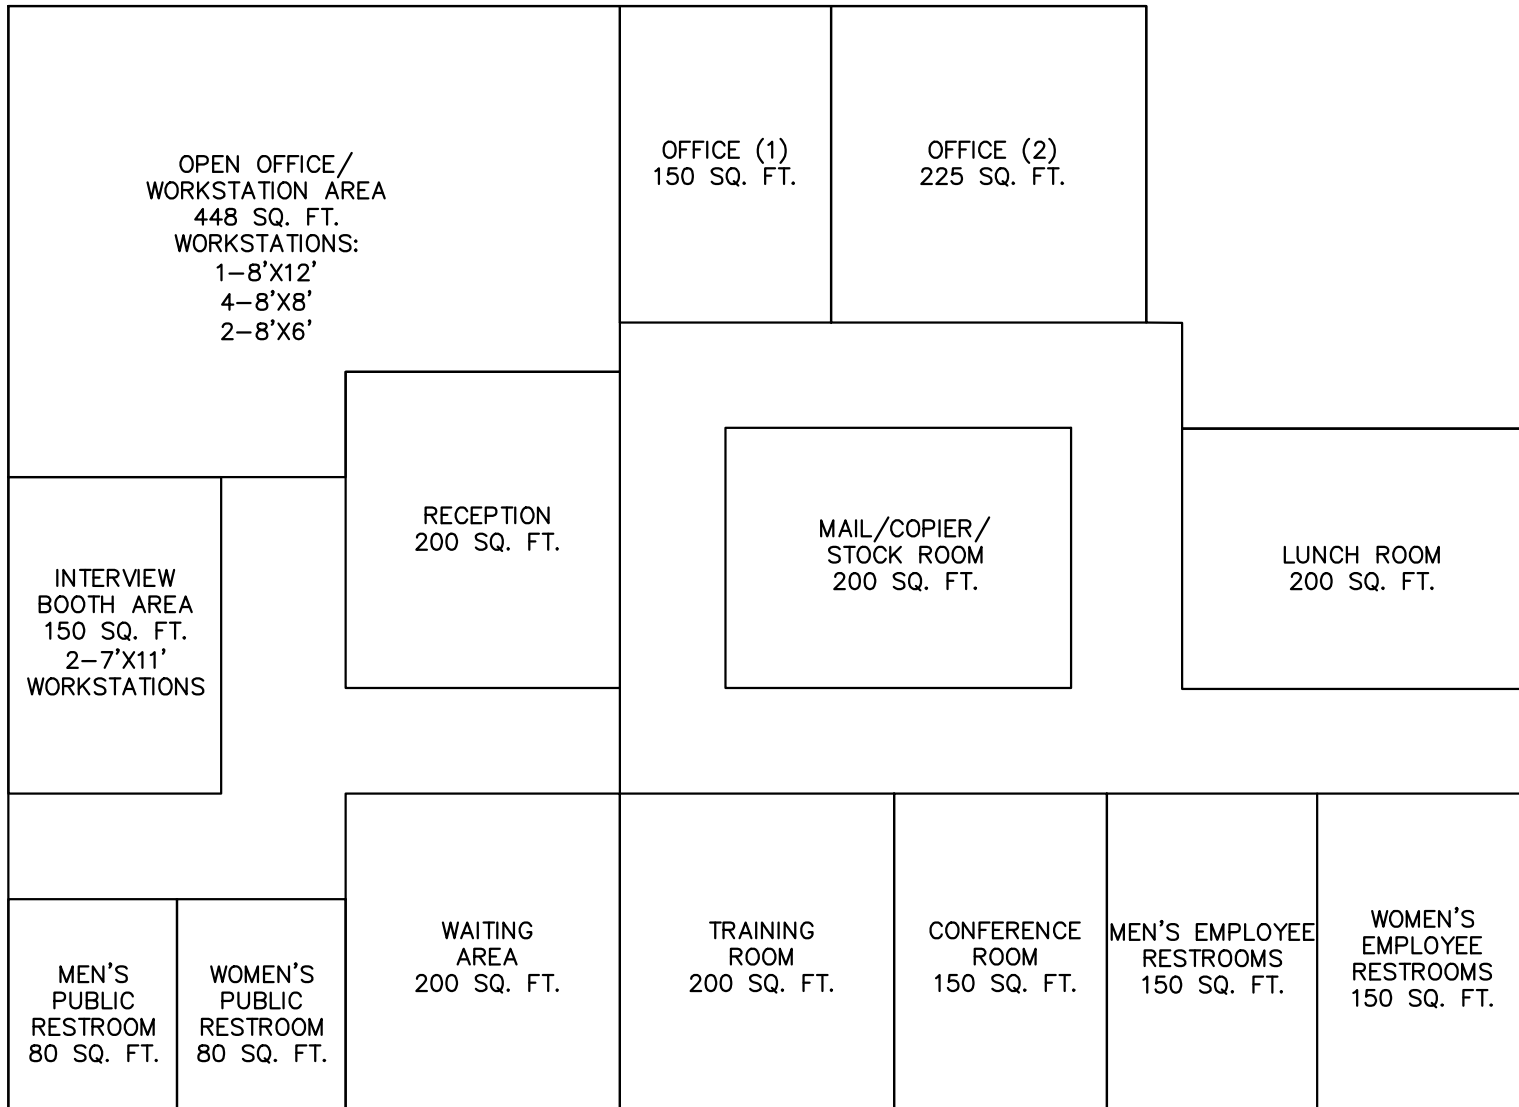 OPEN OFFICE/
WORKSTATION AREA
448 SQ. FT.
WORKSTATIONS:
1-8'X12'
4-8'X8'
2-8'X6'
OFFICE (1)
150 SQ. FT.
OFFICE (2)
225 SQ. FT.
RECEPTION
200 SQ. FT.
MAIL/COPIER/
STOCK ROOM
200 SQ. FT.
LUNCH ROOM
200 SQ. FT.
INTERVIEW
BOOTH AREA
150 SQ. FT.
2-7'X11'
WORKSTATIONS
MEN'S
PUBLIC
RESTROOM
80 SQ. FT.
WOMEN'S
PUBLIC
RESTROOM
80 SQ. FT.
WAITING
AREA
200 SQ. FT.
TRAINING
ROOM
200 SQ. FT.
CONFERENCE
ROOM
150 SQ. FT.
MEN'S EMPLOYEE
RESTROOMS
150 SQ. FT.
WOMEN'S
EMPLOYEE
RESTROOMS
150 SQ. FT.